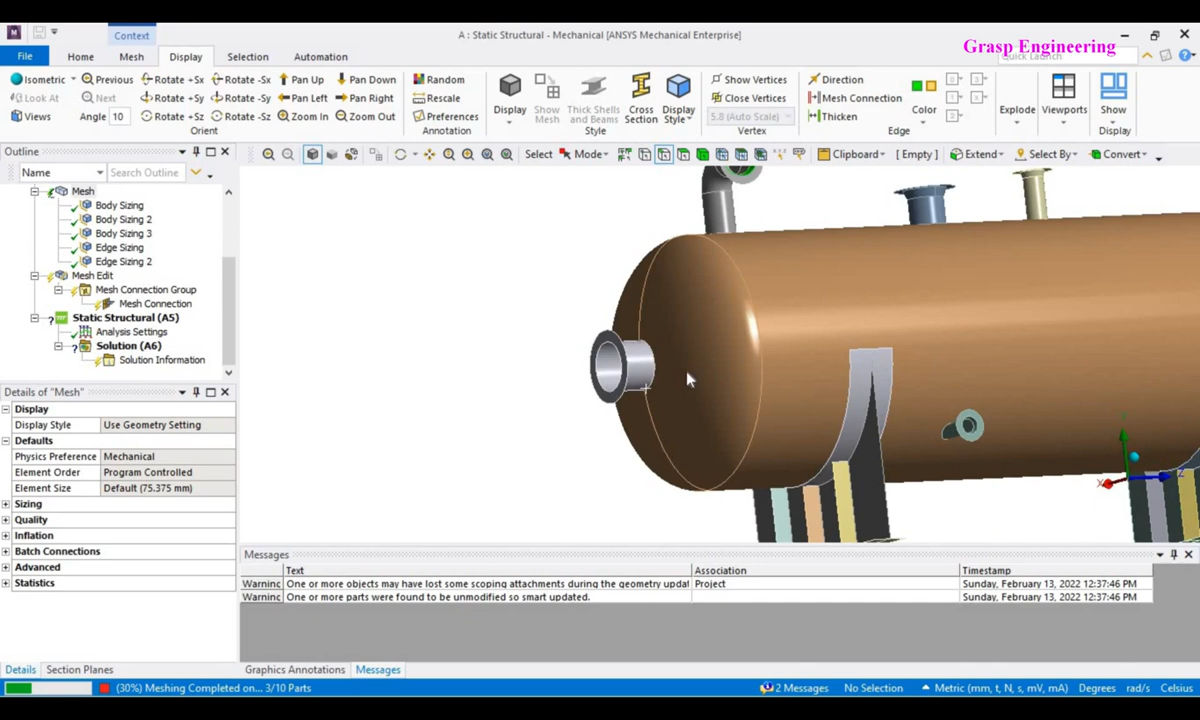 Context
A : Static Structural - Mechanical [ANSYS Mechanical Enterprise]
Grasp Engineering
File Home Mesh Display Selection Automation
Quick Launch
Isometric Previous Rotate +Sx Rotate -Sx Pan Up Pan Down Random Show Vertices Direction
Look At Next Rotate +Sy Rotate -Sy Pan Left Pan Right Rescale Close Vertices Mesh Connection
Views Angle 10 Rotate +Sz Rotate -Sz Zoom In Zoom Out Preferences 5.8 (Auto Scale) Thicken
Display Show Mesh Thick Shells and Beams Cross Section Display Style Color Explode Viewports Show
Orient Annotation Style Vertex Edge Display
Outline
Select Mode Clipboard [ Empty ] Extend Select By Convert
Name Search Outline
Mesh
Body Sizing
Body Sizing 2
Body Sizing 3
Edge Sizing
Edge Sizing 2
Mesh Edit
Mesh Connection Group
Mesh Connection
Static Structural (A5)
Analysis Settings
Solution (A6)
Solution Information
Details of "Mesh"
Display
Display Style Use Geometry Setting
Defaults
Physics Preference Mechanical
Element Order Program Controlled
Element Size Default (75.375 mm)
Sizing
Quality
Inflation
Batch Connections
Advanced
Statistics
X
Y
Z
Messages
Text Association Timestamp
Warning One or more objects may have lost some scoping attachments during the geometry updat Project Sunday, February 13, 2022 12:37:46 PM
Warning One or more parts were found to be unmodified so smart updated. Sunday, February 13, 2022 12:37:46 PM
Details Section Planes
Graphics Annotations Messages
(30%) Meshing Completed on... 3/10 Parts
2 Messages No Selection Metric (mm, t, N, s, mV, mA) Degrees rad/s Celsius